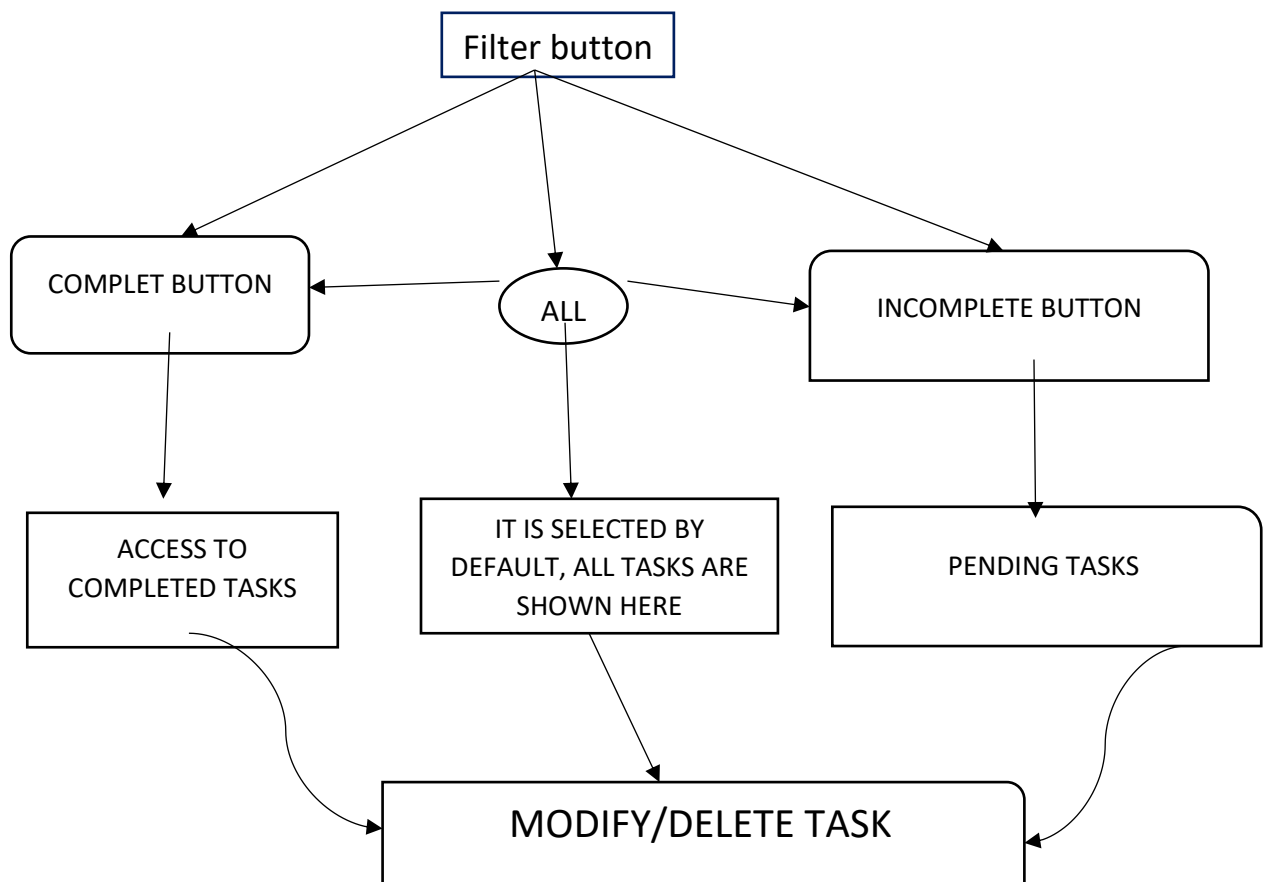 Filter button
COMPLET BUTTON
ALL
INCOMPLETE BUTTON
ACCESS TO
COMPLETED TASKS
IT IS SELECTED BY
DEFAULT, ALL TASKS ARE
SHOWN HERE
PENDING TASKS
MODIFY/DELETE TASK